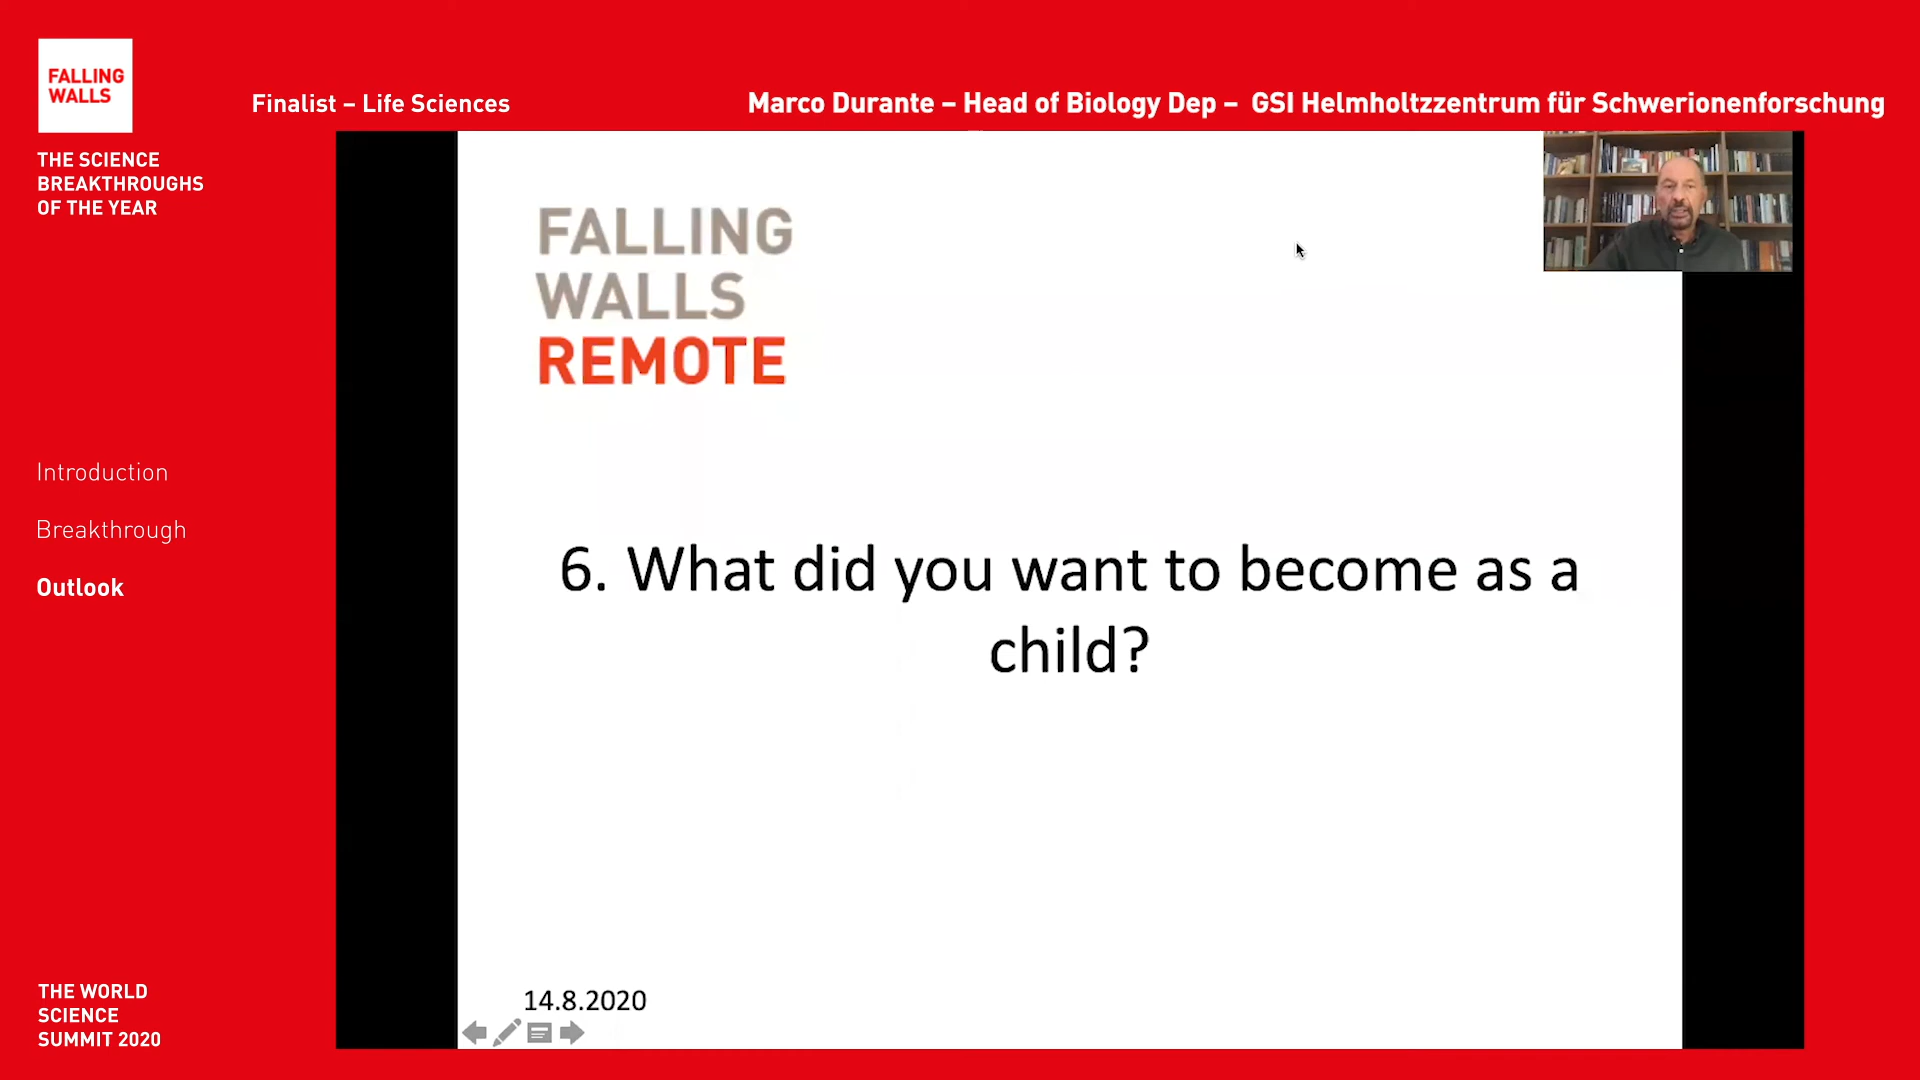 FALLING
WALLS
THE SCIENCE
BREAKTHROUGHS
OF THE YEAR
Finalist – Life Sciences
Marco Durante – Head of Biology Dep – GSI Helmholtzzentrum für Schwerionenforschung
FALLING
WALLS
REMOTE
Introduction
Breakthrough
Outlook
6. What did you want to become as a
child?
14.8.2020
THE WORLD
SCIENCE
SUMMIT 2020